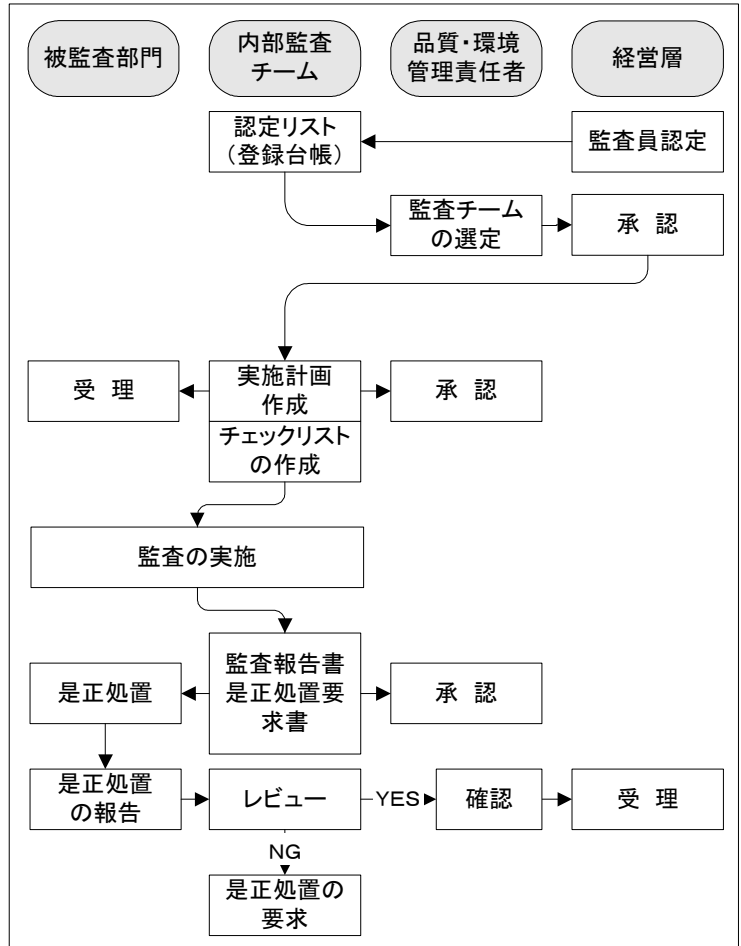 被監査部門
内部監査
チーム
品質・環境
管理責任者
経営層
認定リスト
（登録台帳）
監査員認定
監査チーム
の選定
承 認
受 理
実施計画
作成
承 認
チェックリスト
の作成
監査の実施
是正処置
監査報告書
是正処置要
求書
承 認
是正処置
の報告
レビュー
YES
確認
受 理
NG
是正処置の
要求